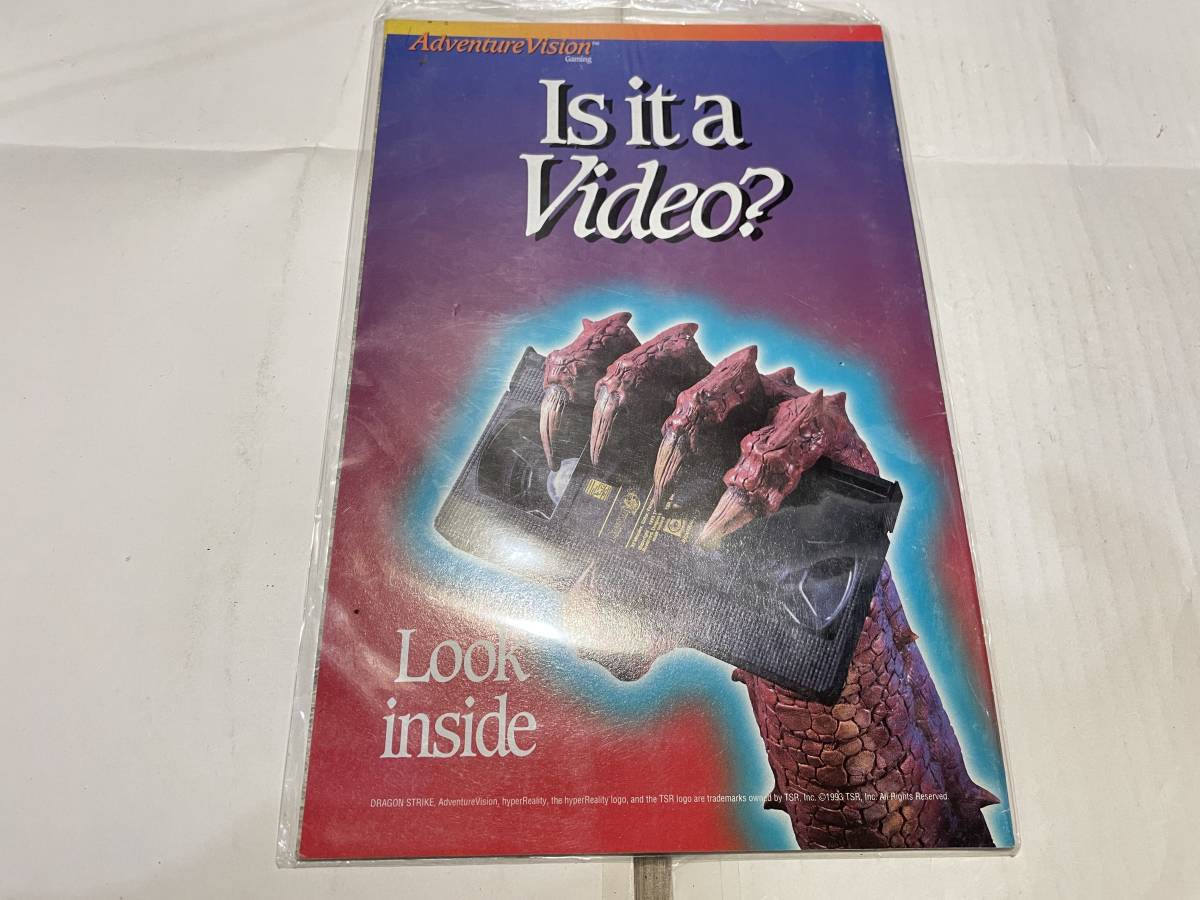 AdventureVision™
Gaming
Is it a
Video?
Look
inside
DRAGON STRIKE, AdventureVision, hyperReality, the hyperReality logo, and the TSR logo are trademarks owned by TSR, Inc. ©1993 TSR, Inc. All Rights Reserved.